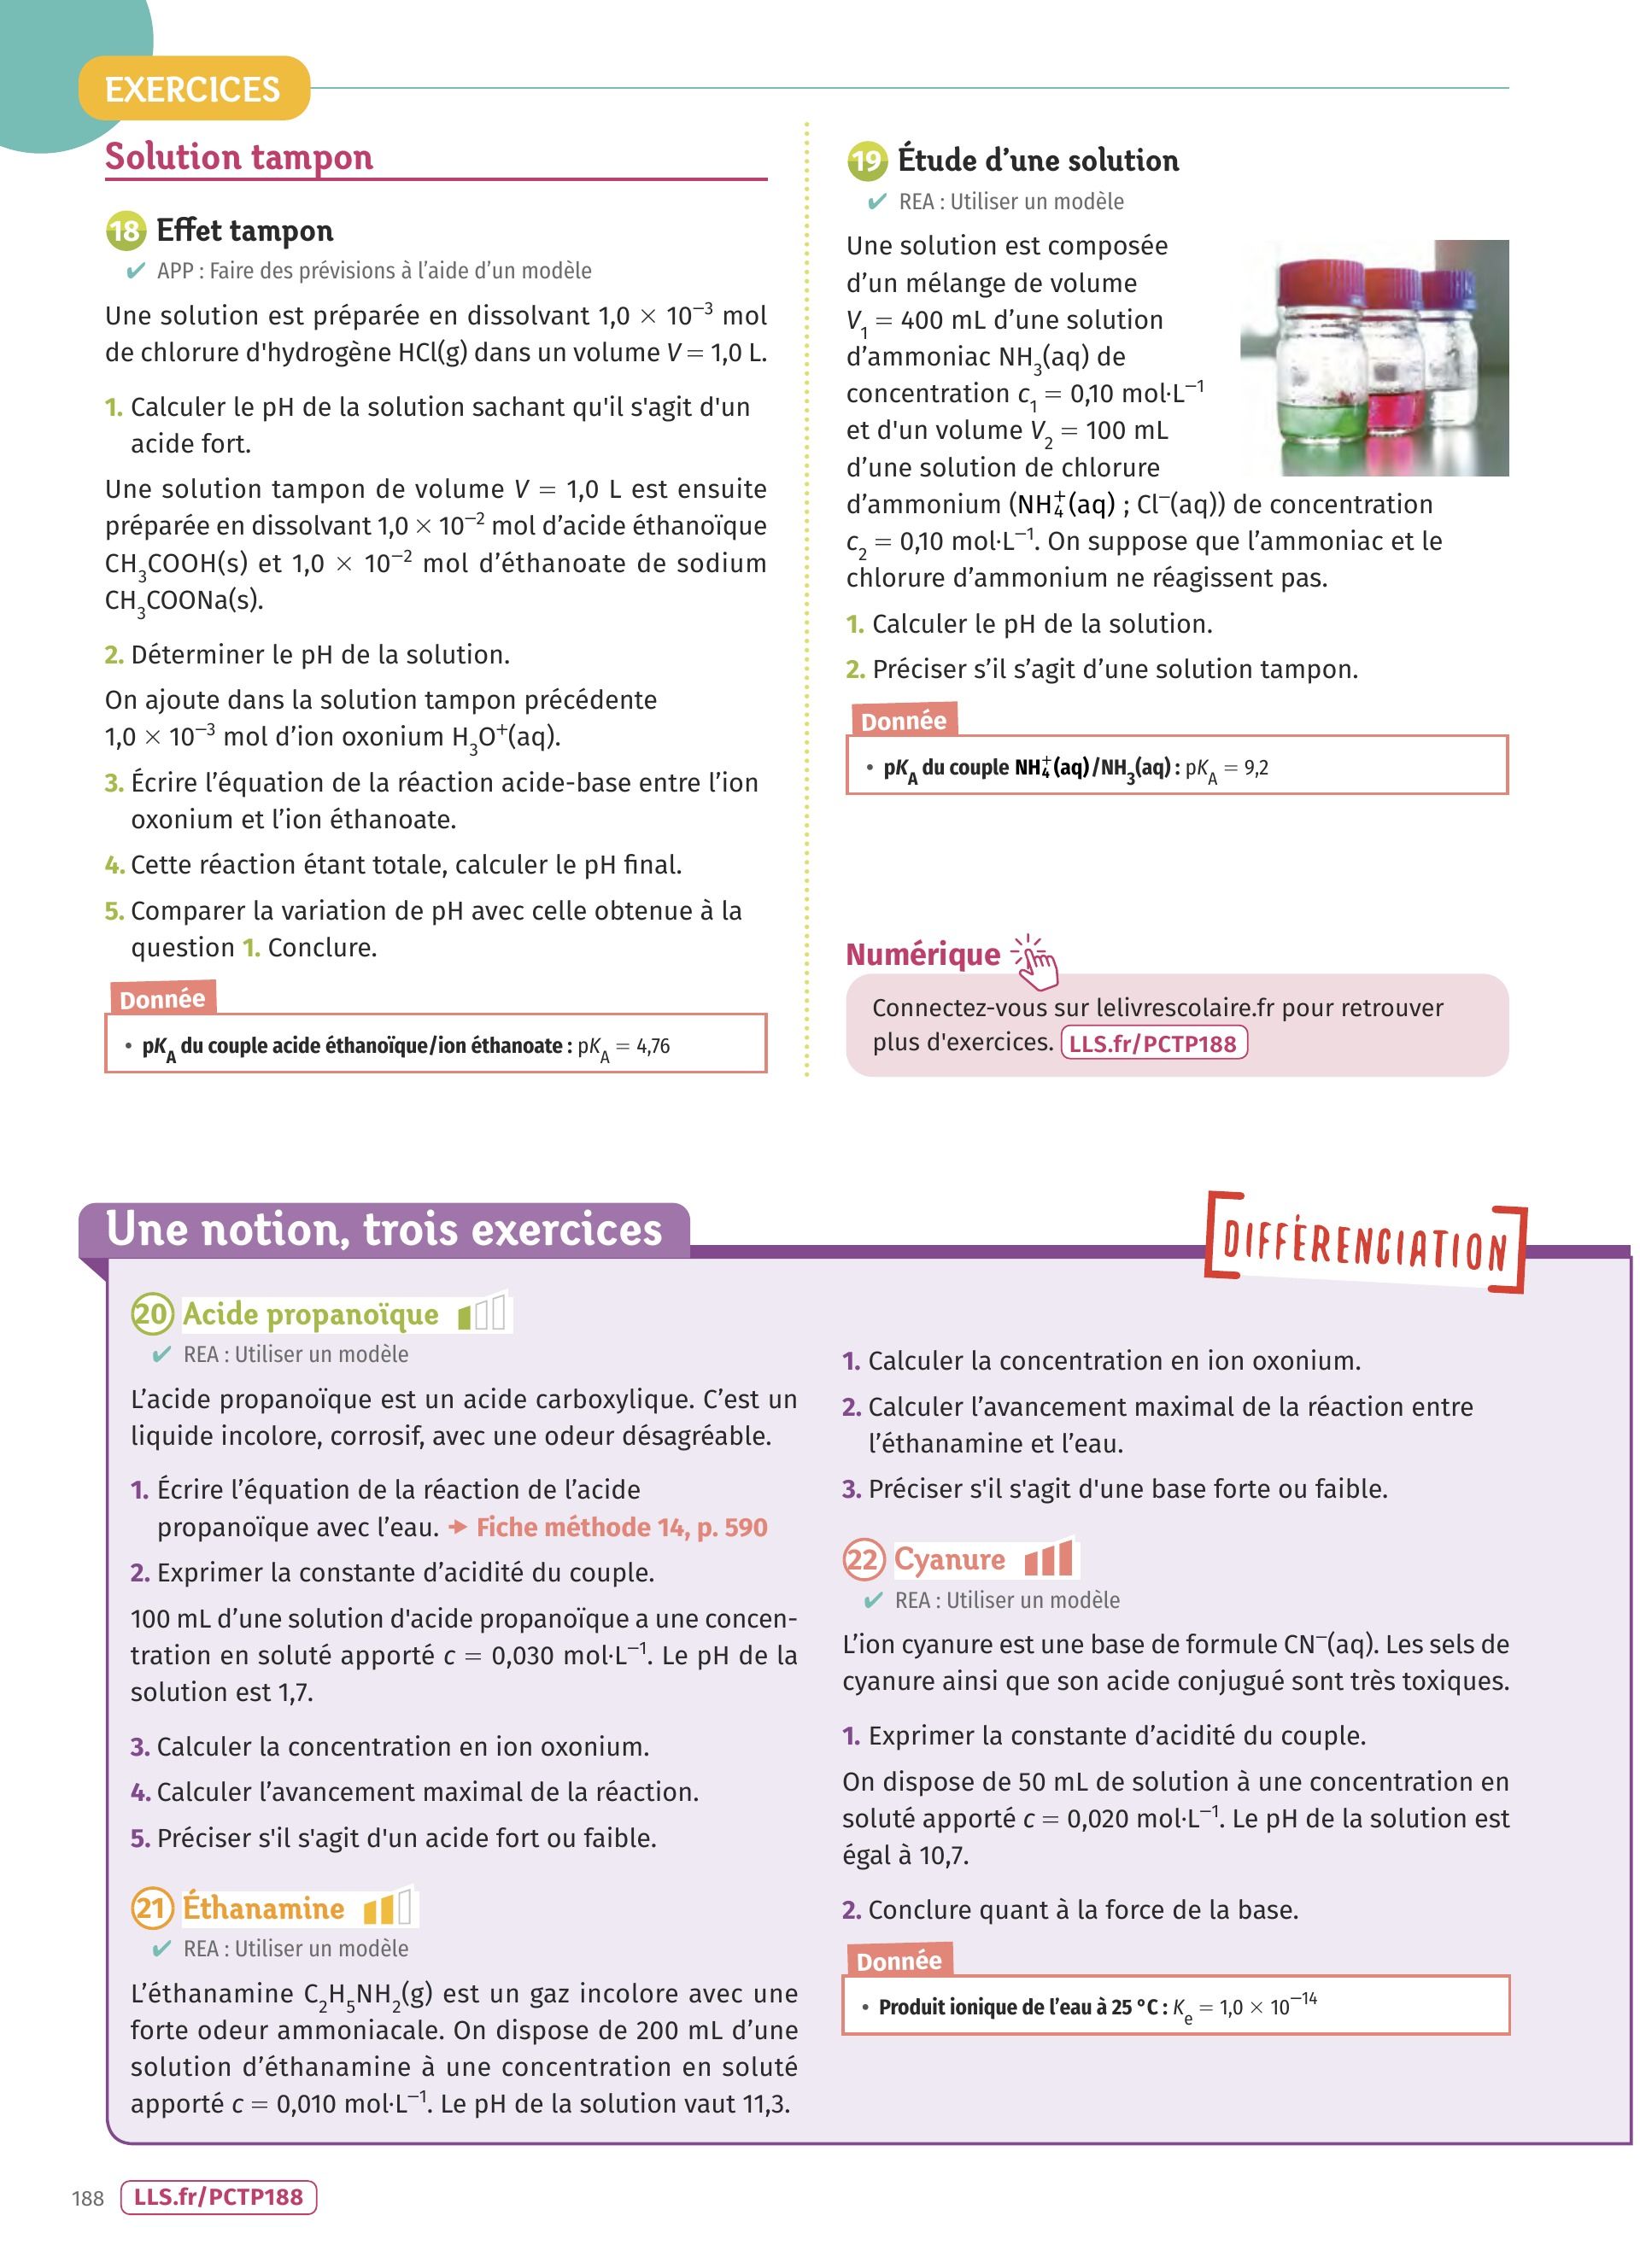 EXERCICES
Solution tampon
18 Effet tampon
✔ APP : Faire des prévisions à l’aide d’un modèle
Une solution est préparée en dissolvant 1,0 × 10⁻³ mol
de chlorure d'hydrogène HCl(g) dans un volume V = 1,0 L.
1. Calculer le pH de la solution sachant qu'il s'agit d'un
acide fort.
Une solution tampon de volume V = 1,0 L est ensuite
préparée en dissolvant 1,0 × 10⁻² mol d’acide éthanoïque
CH₃COOH(s) et 1,0 × 10⁻² mol d’éthanoate de sodium
CH₃COONa(s).
2. Déterminer le pH de la solution.
On ajoute dans la solution tampon précédente
1,0 × 10⁻³ mol d’ion oxonium H₃O⁺(aq).
3. Écrire l’équation de la réaction acide-base entre l’ion
oxonium et l’ion éthanoate.
4. Cette réaction étant totale, calculer le pH final.
5. Comparer la variation de pH avec celle obtenue à la
question 1. Conclure.
Donnée
• pK_A du couple acide éthanoïque/ion éthanoate : pK_A = 4,76
19 Étude d’une solution
✔ REA : Utiliser un modèle
Une solution est composée
d’un mélange de volume
V₁ = 400 mL d’une solution
d’ammoniac NH₃(aq) de
concentration c₁ = 0,10 mol·L⁻¹
et d'un volume V₂ = 100 mL
d’une solution de chlorure
d’ammonium (NH₄⁺(aq) ; Cl⁻(aq)) de concentration
c₂ = 0,10 mol·L⁻¹. On suppose que l’ammoniac et le
chlorure d’ammonium ne réagissent pas.
1. Calculer le pH de la solution.
2. Préciser s’il s’agit d’une solution tampon.
Donnée
• pK_A du couple NH₄⁺(aq)/NH₃(aq) : pK_A = 9,2
Numérique
Connectez-vous sur lelivrescolaire.fr pour retrouver
plus d'exercices. LLS.fr/PCTP188
Une notion, trois exercices
DIFFÉRENCIATION
20 Acide propanoïque
✔ REA : Utiliser un modèle
L’acide propanoïque est un acide carboxylique. C’est un
liquide incolore, corrosif, avec une odeur désagréable.
1. Écrire l’équation de la réaction de l’acide
propanoïque avec l’eau. ➜ Fiche méthode 14, p. 590
2. Exprimer la constante d’acidité du couple.
100 mL d’une solution d'acide propanoïque a une concen-
tration en soluté apporté c = 0,030 mol·L⁻¹. Le pH de la
solution est 1,7.
3. Calculer la concentration en ion oxonium.
4. Calculer l’avancement maximal de la réaction.
5. Préciser s'il s'agit d'un acide fort ou faible.
21 Éthanamine
✔ REA : Utiliser un modèle
L’éthanamine C₂H₅NH₂(g) est un gaz incolore avec une
forte odeur ammoniacale. On dispose de 200 mL d’une
solution d’éthanamine à une concentration en soluté
apporté c = 0,010 mol·L⁻¹. Le pH de la solution vaut 11,3.
1. Calculer la concentration en ion oxonium.
2. Calculer l’avancement maximal de la réaction entre
l’éthanamine et l’eau.
3. Préciser s'il s'agit d'une base forte ou faible.
22 Cyanure
✔ REA : Utiliser un modèle
L’ion cyanure est une base de formule CN⁻(aq). Les sels de
cyanure ainsi que son acide conjugué sont très toxiques.
1. Exprimer la constante d’acidité du couple.
On dispose de 50 mL de solution à une concentration en
soluté apporté c = 0,020 mol·L⁻¹. Le pH de la solution est
égal à 10,7.
2. Conclure quant à la force de la base.
Donnée
• Produit ionique de l’eau à 25 °C : Kₑ = 1,0 × 10⁻¹⁴
188 LLS.fr/PCTP188